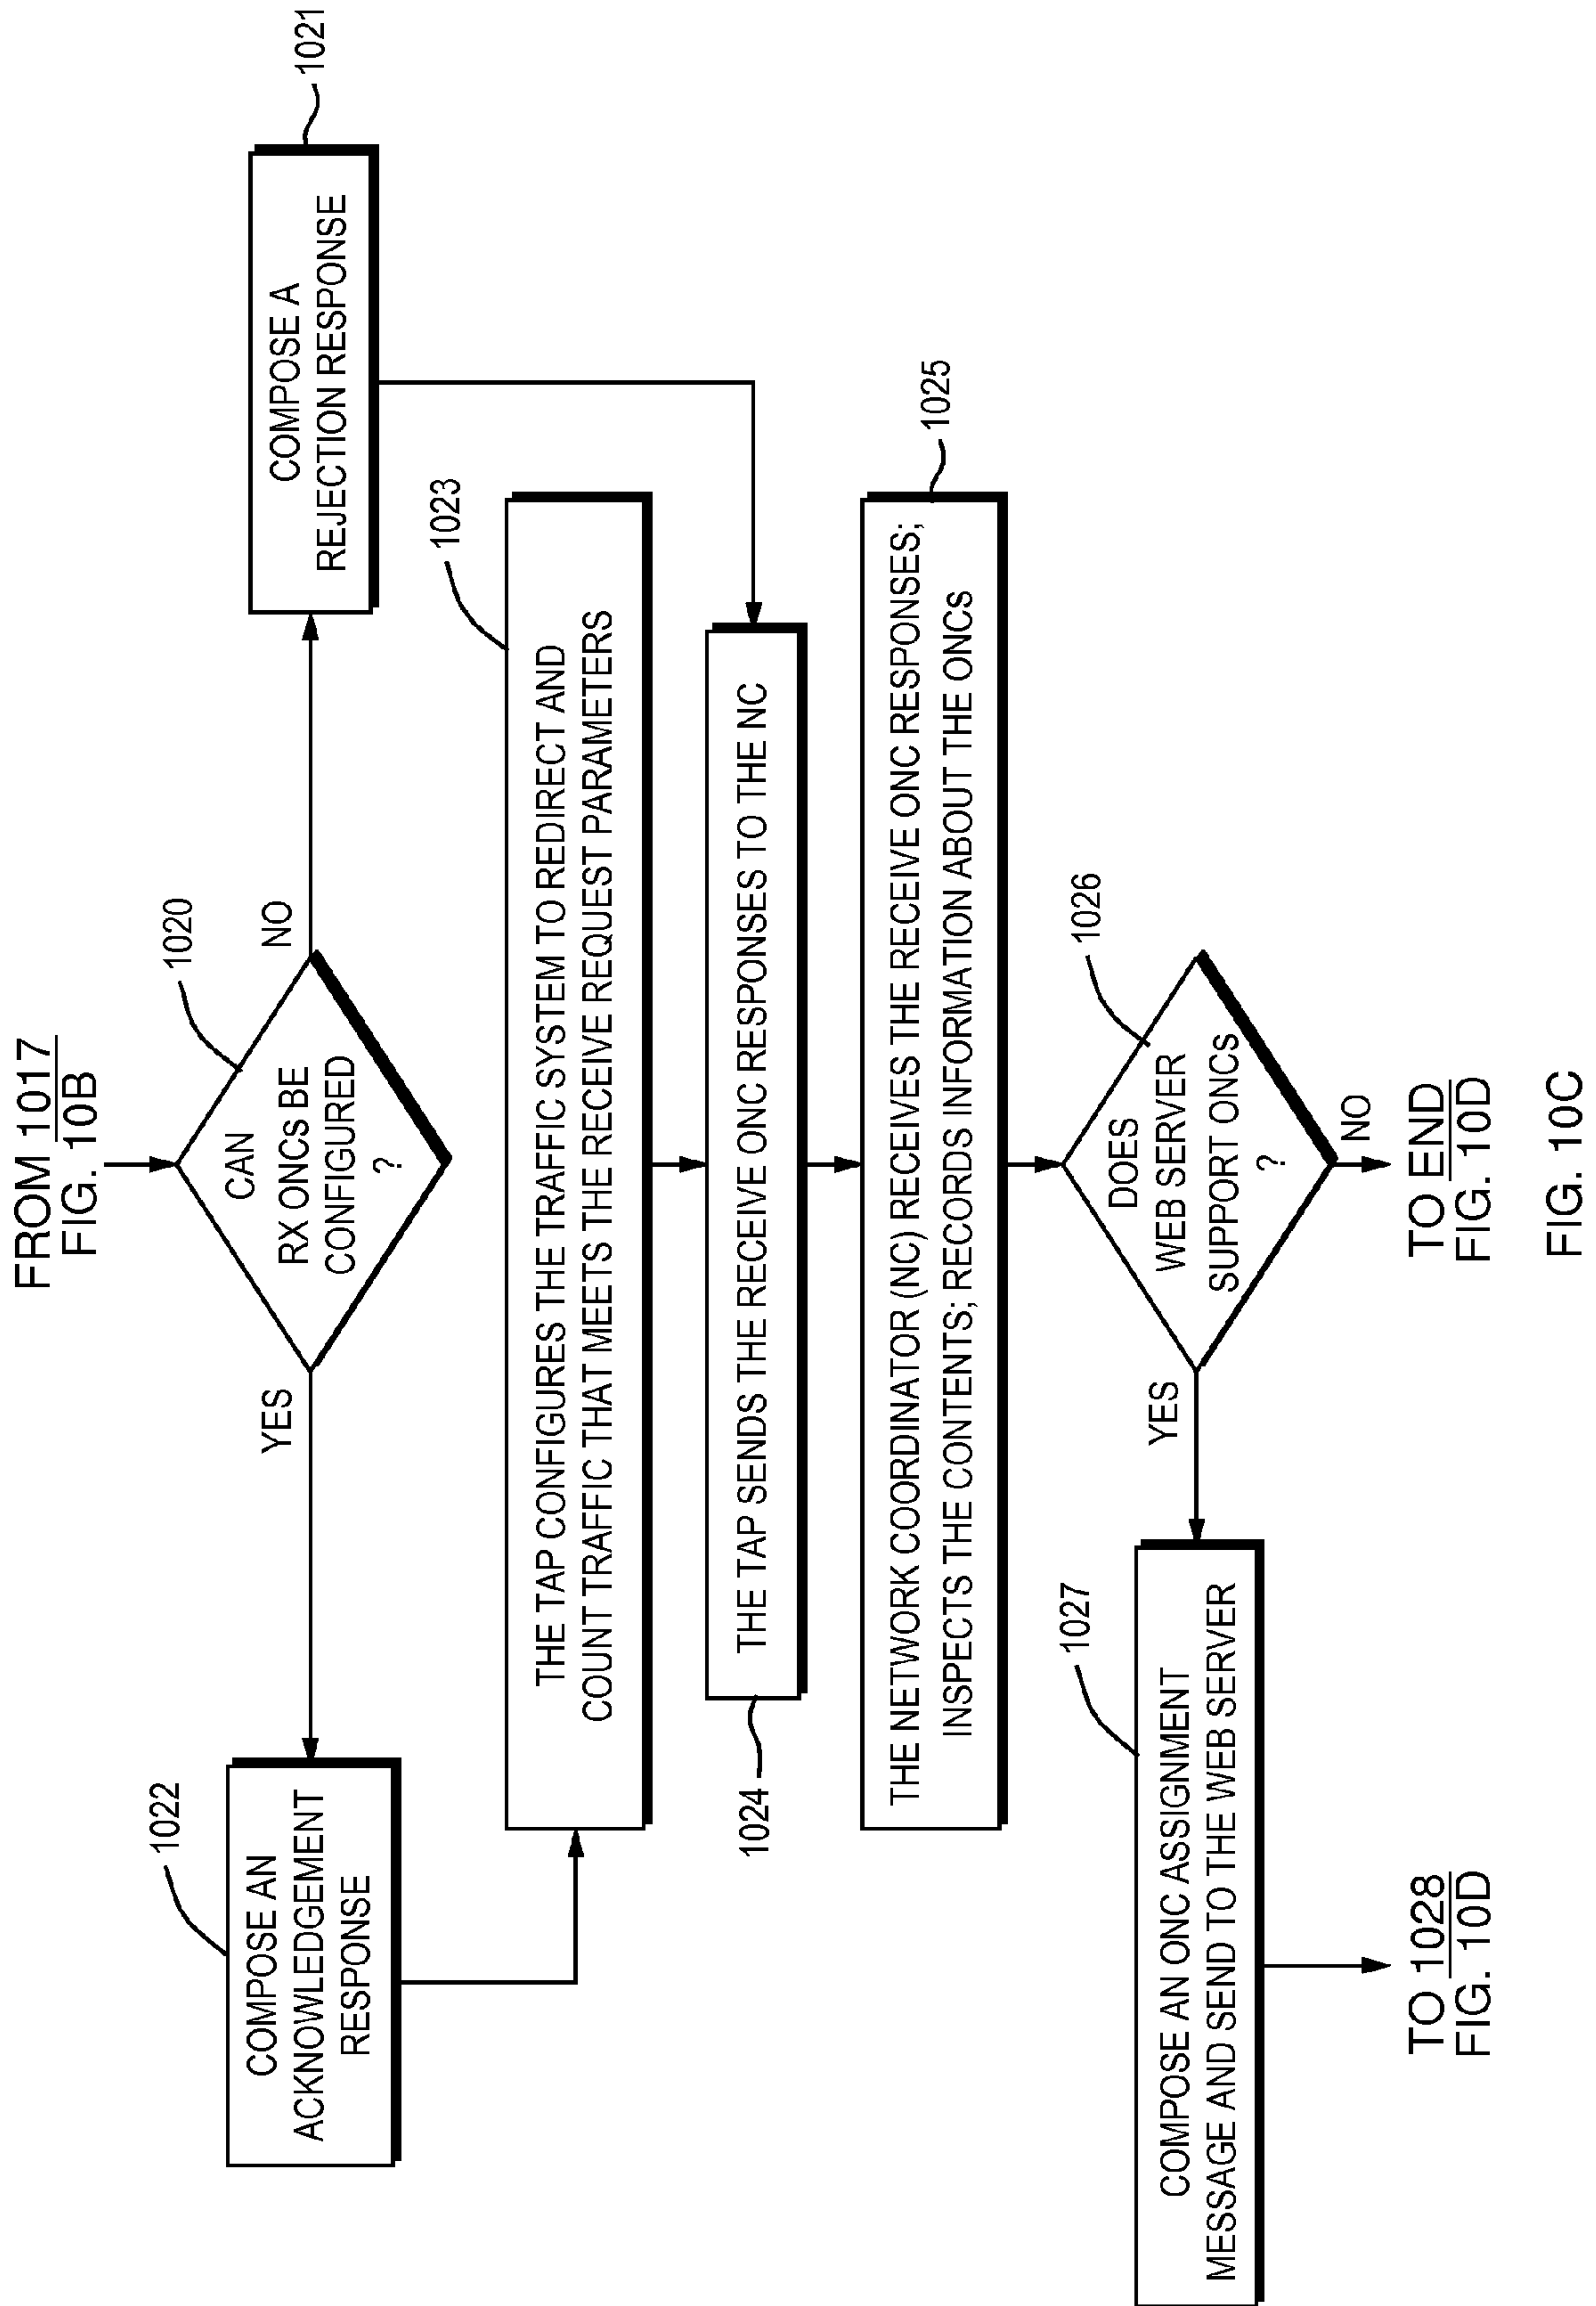 FROM 1017
FIG. 10B
1020
CAN
RX ONCs BE
CONFIGURED
?
YES
NO
1022
COMPOSE AN
ACKNOWLEDGEMENT
RESPONSE
1021
COMPOSE A
REJECTION RESPONSE
1023
THE TAP CONFIGURES THE TRAFFIC SYSTEM TO REDIRECT AND
COUNT TRAFFIC THAT MEETS THE RECEIVE REQUEST PARAMETERS
1024
THE TAP SENDS THE RECEIVE ONC RESPONSES TO THE NC
1025
THE NETWORK COORDINATOR (NC) RECEIVES THE RECEIVE ONC RESPONSES;
INSPECTS THE CONTENTS; RECORDS INFORMATION ABOUT THE ONCs
1026
DOES
WEB SERVER
SUPPORT ONCs
?
YES
NO
1027
COMPOSE AN ONC ASSIGNMENT
MESSAGE AND SEND TO THE WEB SERVER
TO 1028
FIG. 10D
TO END
FIG. 10D
FIG. 10C